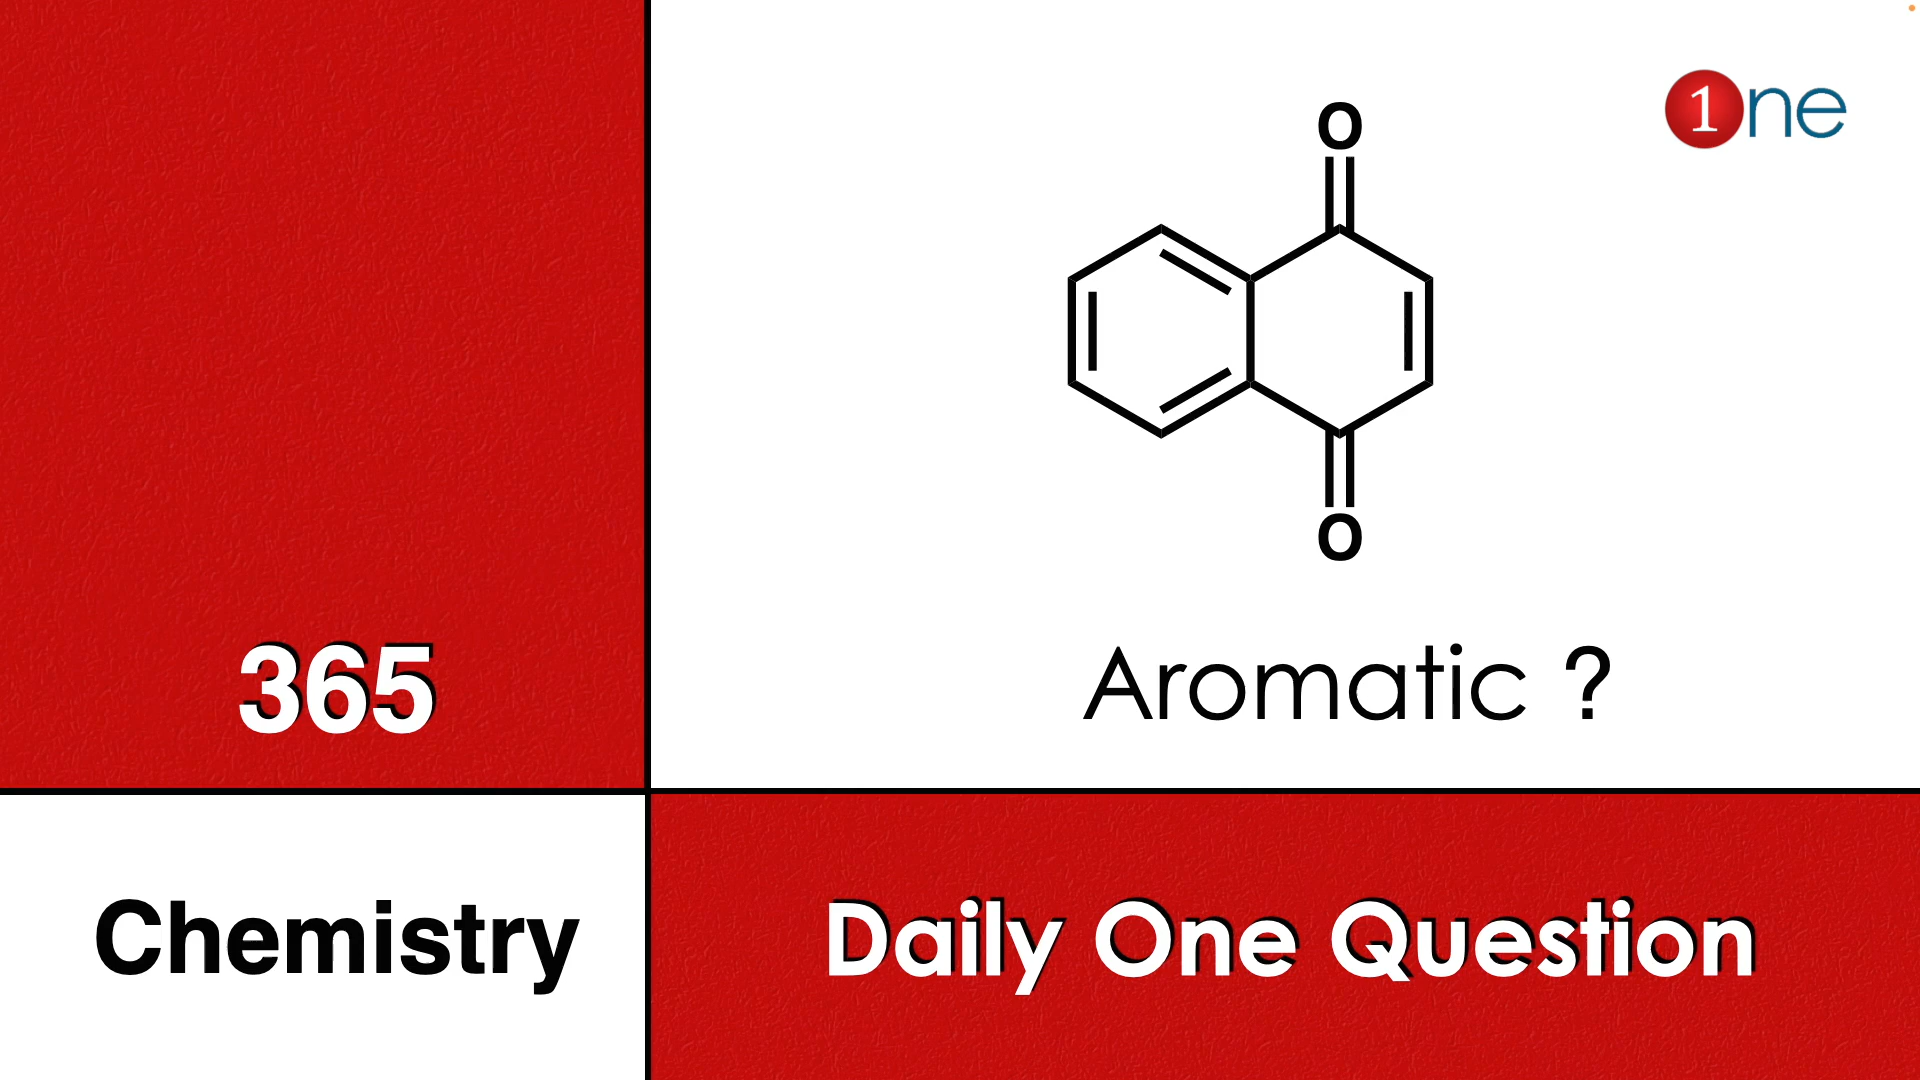 1ne
O
O
Aromatic ?
365
Chemistry
Daily One Question